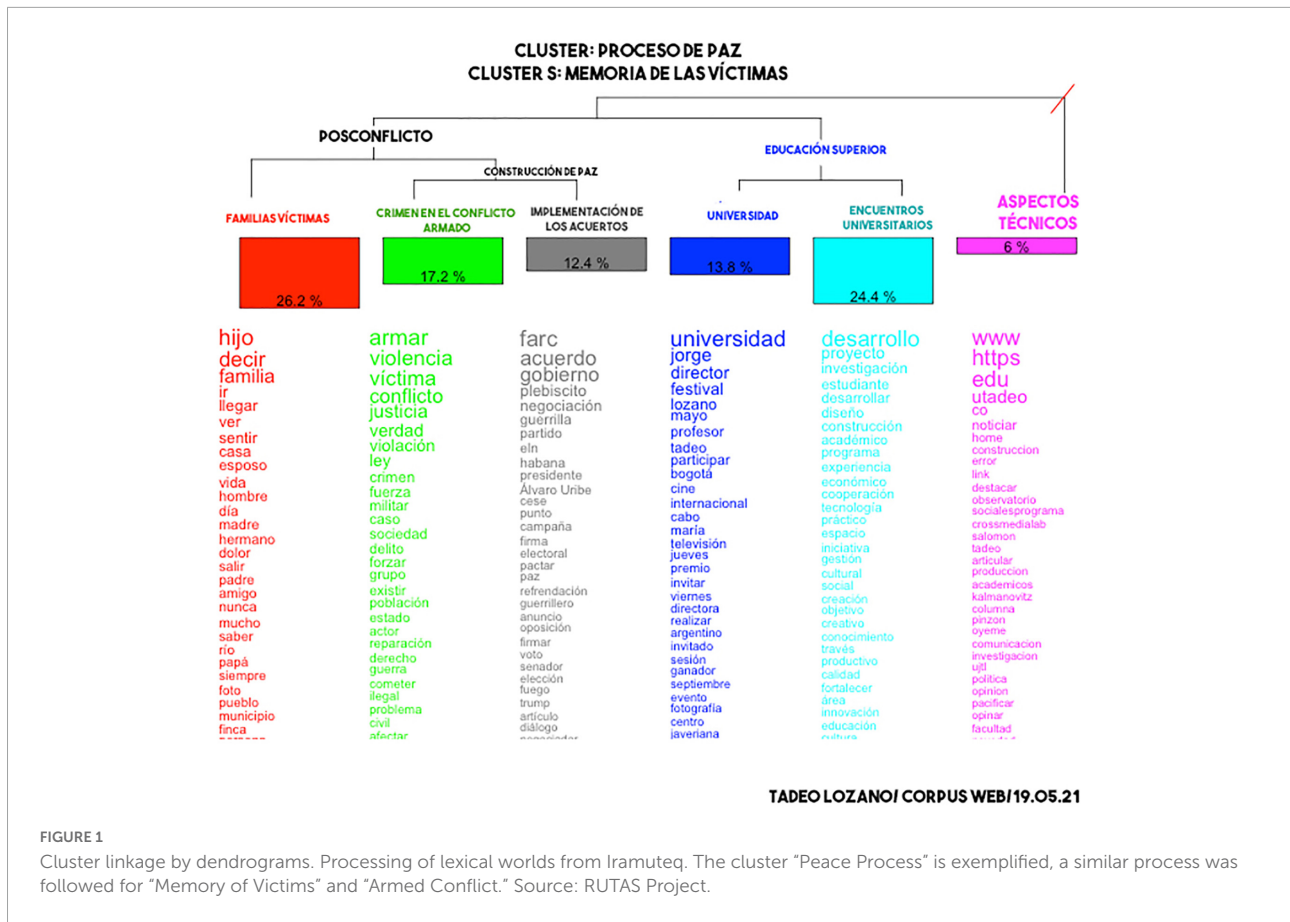 CLUSTER: PROCESO DE PAZ
CLUSTER S: MEMORIA DE LAS VÍCTIMAS
POSCONFLICTO
EDUCACIÓN SUPERIOR
CONSTRUCCIÓN DE PAZ
FAMILIAS VÍCTIMAS
26.2 %
hijo
decir
familia
ir
llegar
ver
sentir
casa
esposo
vida
hombre
día
madre
hermano
dolor
salir
padre
amigo
nunca
mucho
saber
río
papá
siempre
foto
pueblo
municipio
finca
CRIMEN EN EL CONFLICTO
ARMADO
17.2 %
armar
violencia
víctima
conflicto
justicia
verdad
violación
ley
crimen
fuerza
militar
caso
sociedad
delito
forzar
grupo
existir
población
estado
actor
reparación
derecho
guerra
cometer
ilegal
problema
civil
afectar
IMPLEMENTACIÓN DE
LOS ACUERTOS
12.4 %
farc
acuerdo
gobierno
plebiscito
negociación
guerrilla
partido
eln
habana
presidente
Álvaro Uribe
cese
punto
campaña
firma
electoral
pactar
paz
refrendación
guerrillero
anuncio
oposición
firmar
voto
senador
elección
fuego
trump
artículo
diálogo
UNIVERSIDAD
13.8 %
universidad
jorge
director
festival
lozano
mayo
profesor
tadeo
participar
bogotá
cine
internacional
cabo
maría
televisión
jueves
premio
invitar
viernes
directora
realizar
argentino
invitado
sesión
ganador
septiembre
evento
fotografía
centro
javeriana
ENCUENTROS
UNIVERSITARIOS
24.4 %
desarrollo
proyecto
investigación
estudiante
desarrollar
diseño
construcción
académico
programa
experiencia
económico
cooperación
tecnología
práctico
espacio
iniciativa
gestión
cultural
social
creación
objetivo
creativo
conocimiento
través
productivo
calidad
fortalecer
área
innovación
educación
cultura
ASPECTOS
TÉCNICOS
6 %
www
https
edu
utadeo
co
noticiar
home
construccion
error
link
destacar
observatorio
socialesprograma
crossmedialab
salomon
tadeo
articular
produccion
academicos
kalmanovitz
columna
pinzon
oyeme
comunicacion
investigacion
ujtl
politica
opinion
pacificar
opinar
facultad
TADEO LOZANO/ CORPUS WEB/19.05.21
FIGURE 1
Cluster linkage by dendrograms. Processing of lexical worlds from Iramuteq. The cluster “Peace Process” is exemplified, a similar process was
followed for “Memory of Victims” and “Armed Conflict.” Source: RUTAS Project.